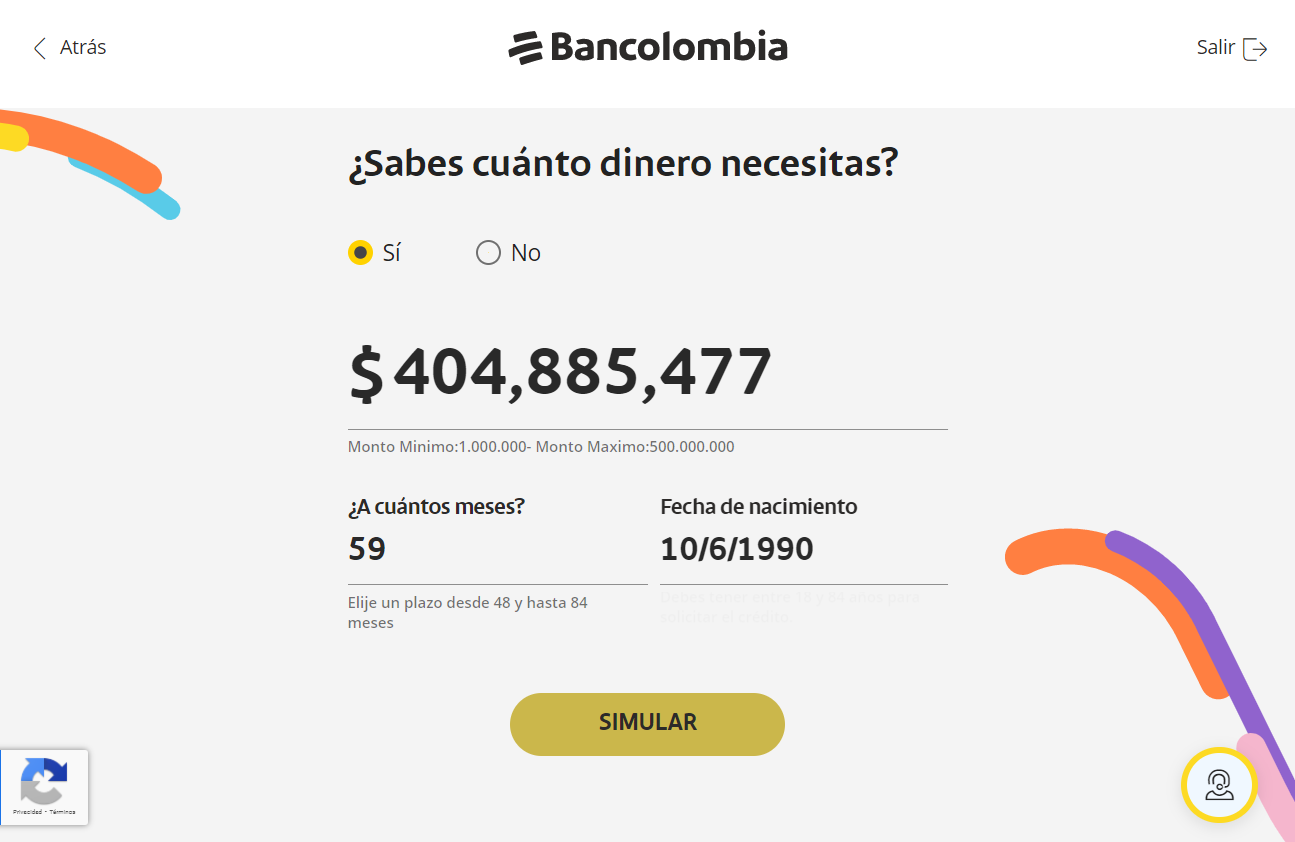 Atrás
Bancolombia
Salir
¿Sabes cuánto dinero necesitas?
Sí
No
$ 404,885,477
Monto Minimo:1.000.000- Monto Maximo:500.000.000
¿A cuántos meses?
Fecha de nacimiento
59
10/6/1990
Elije un plazo desde 48 y hasta 84
meses
Debes tener entre 18 y 84 años para
solicitar el crédito.
SIMULAR
Privacidad - Términos